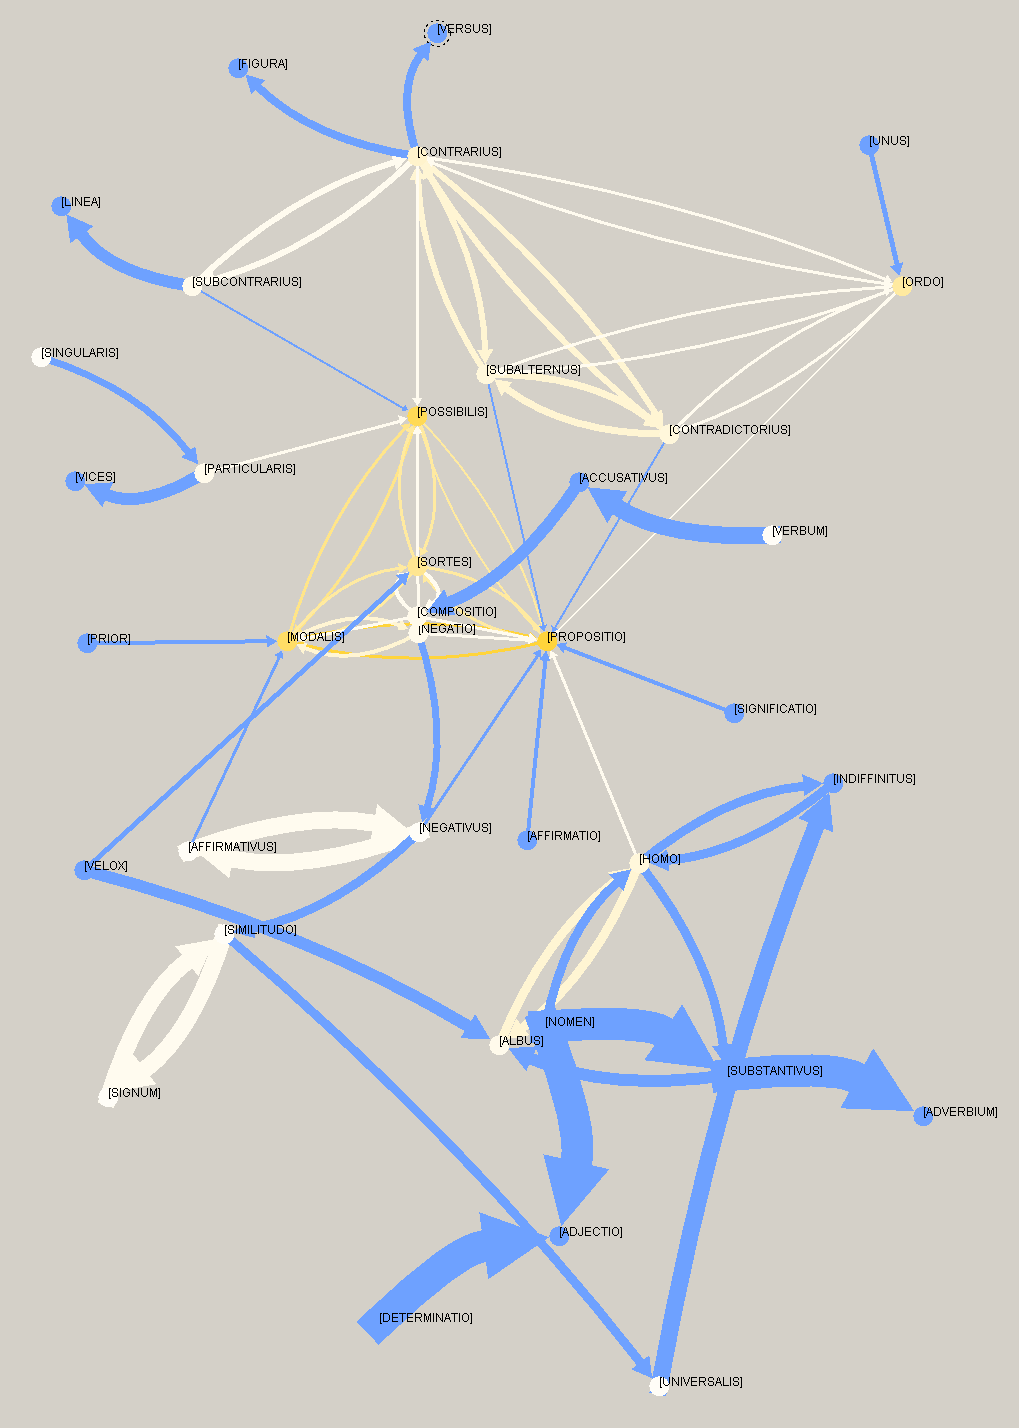 [VERSUS]
[FIGURA]
[UNUS]
[CONTRARIUS]
[LINEA]
[SUBCONTRARIUS]
[ORDO]
[SINGULARIS]
[SUBALTERNUS]
[POSSIBILIS]
[CONTRADICTORIUS]
[PARTICULARIS]
[VICES]
[ACCUSATIVUS]
[VERBUM]
[SORTES]
[COMPOSITIO]
[NEGATIO]
[PRIOR]
[MODALIS]
[PROPOSITIO]
[SIGNIFICATIO]
[INDIFFINITUS]
[NEGATIVUS]
[AFFIRMATIO]
[AFFIRMATIVUS]
[HOMO]
[VELOX]
[SIMILITUDO]
[NOMEN]
[ALBUS]
[SUBSTANTIVUS]
[SIGNUM]
[ADVERBIUM]
[ADJECTIO]
[DETERMINATIO]
[UNIVERSALIS]